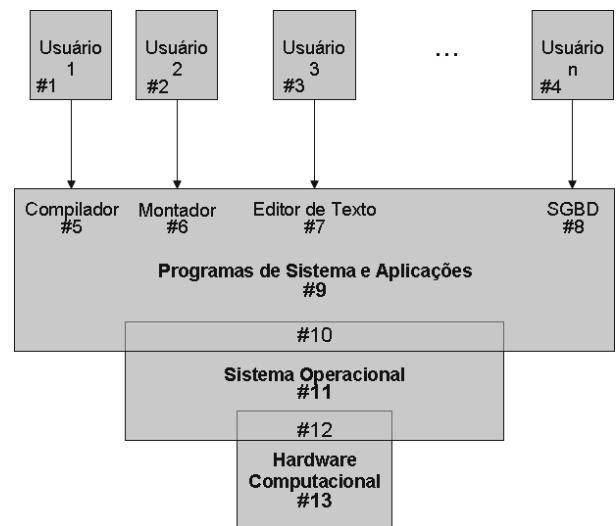 Usuário
1
#1
Usuário
2
#2
Usuário
3
#3
...
Usuário
n
#4
Compilador
#5
Montador
#6
Editor de Texto
#7
SGBD
#8
Programas de Sistema e Aplicações
#9
#10
Sistema Operacional
#11
#12
Hardware
Computacional
#13